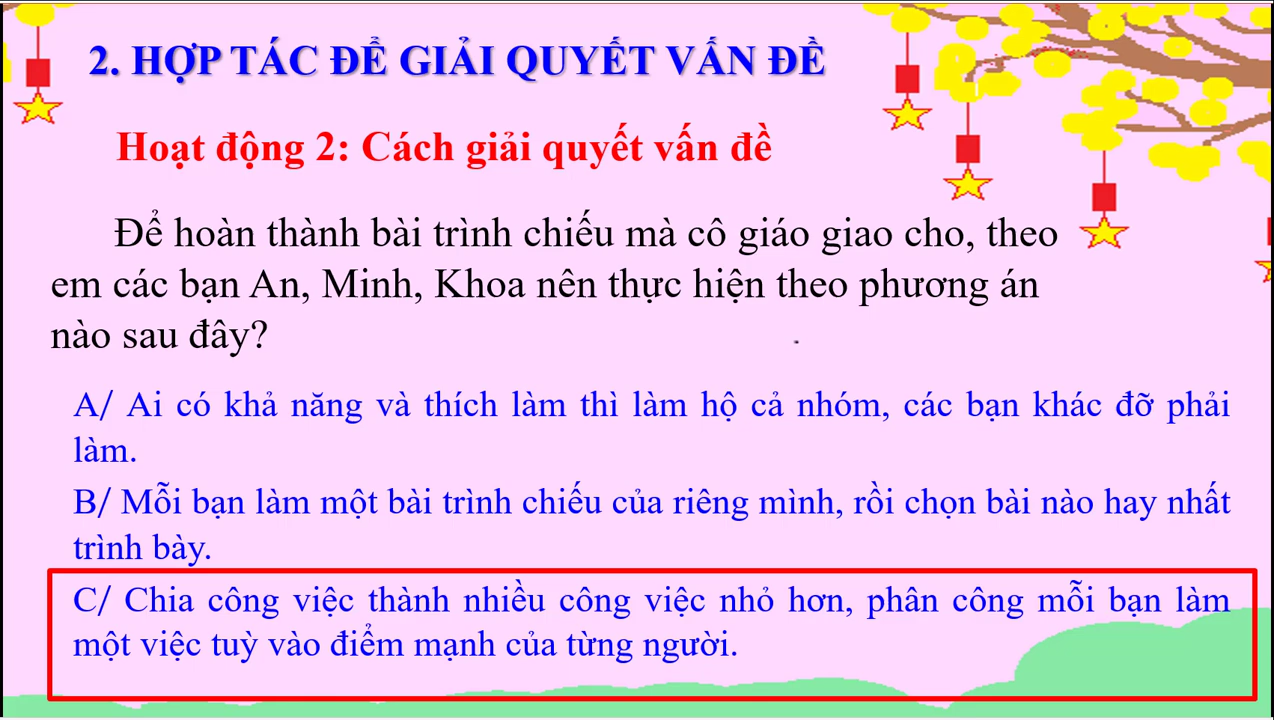 2. HỢP TÁC ĐỂ GIẢI QUYẾT VẤN ĐỀ
Hoạt động 2: Cách giải quyết vấn đề
Để hoàn thành bài trình chiếu mà cô giáo giao cho, theo
em các bạn An, Minh, Khoa nên thực hiện theo phương án
nào sau đây?
A/ Ai có khả năng và thích làm thì làm hộ cả nhóm, các bạn khác đỡ phải
làm.
B/ Mỗi bạn làm một bài trình chiếu của riêng mình, rồi chọn bài nào hay nhất
trình bày.
C/ Chia công việc thành nhiều công việc nhỏ hơn, phân công mỗi bạn làm
một việc tuỳ vào điểm mạnh của từng người.